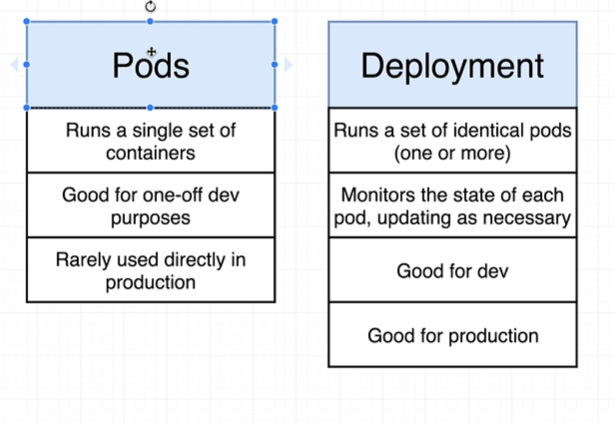 Pods
Runs a single set of
containers
Good for one-off dev
purposes
Rarely used directly in
production
Deployment
Runs a set of identical pods
(one or more)
Monitors the state of each
pod, updating as necessary
Good for dev
Good for production